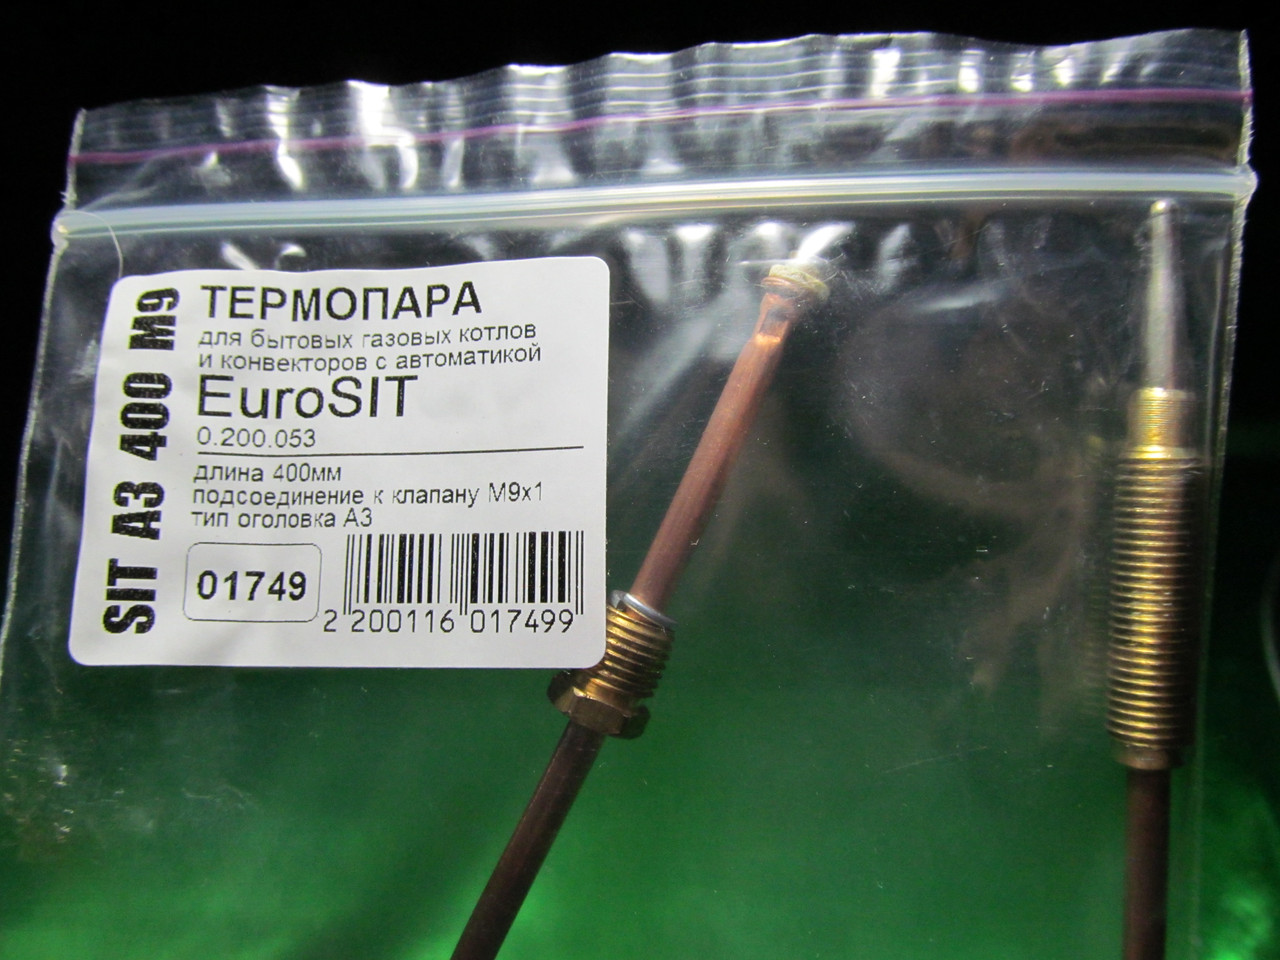 SIT A3 400 M9
ТЕРМОПАРА
для бытовых газовых котлов
и конвекторов с автоматикой
EuroSIT
0.200.053
длина 400мм
подсоединение к клапану М9х1
тип оголовка А3
01749
2 200116 017499